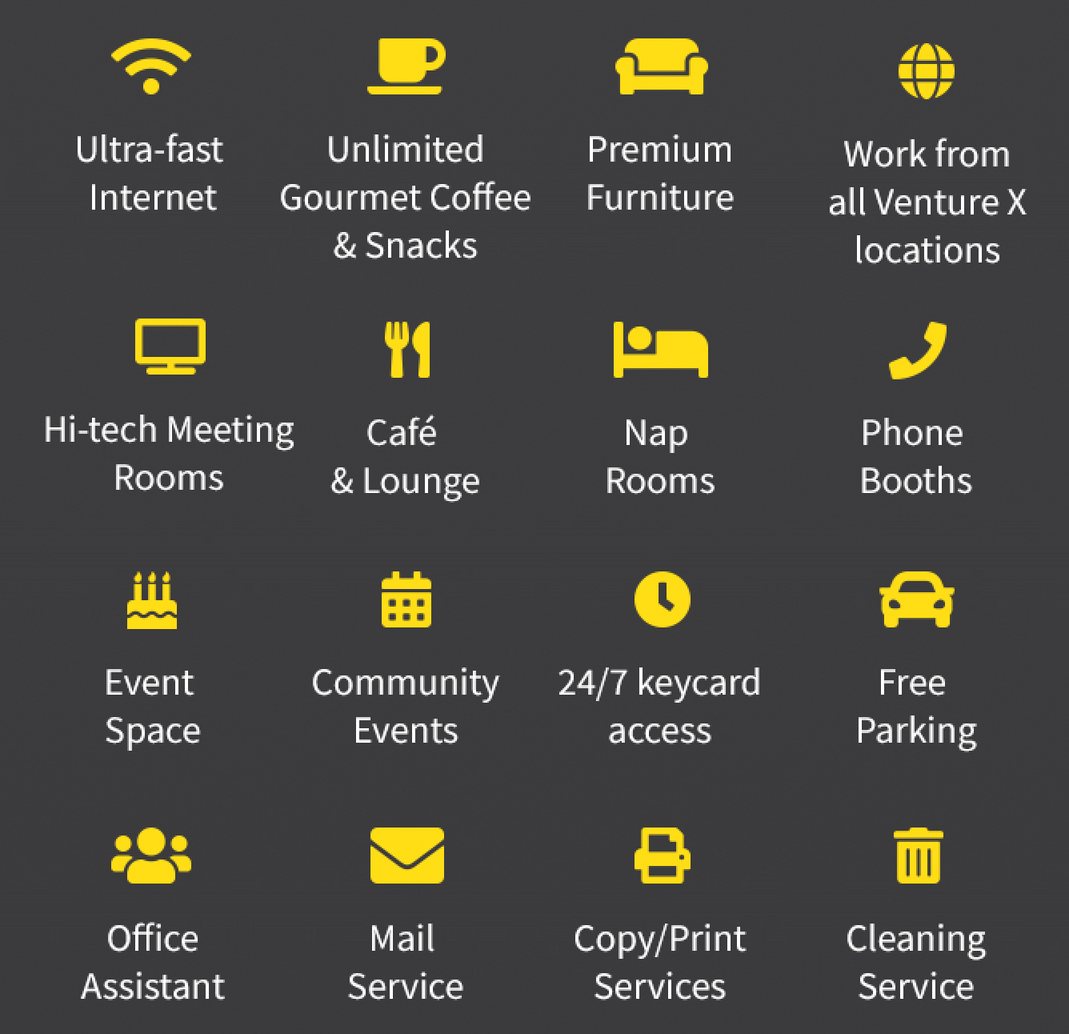 Ultra-fast
Internet
Unlimited
Gourmet Coffee
& Snacks
Premium
Furniture
Work from
all Venture X
locations
Hi-tech Meeting
Rooms
Café
& Lounge
Nap
Rooms
Phone
Booths
Event
Space
Community
Events
24/7 keycard
access
Free
Parking
Office
Assistant
Mail
Service
Copy/Print
Services
Cleaning
Service